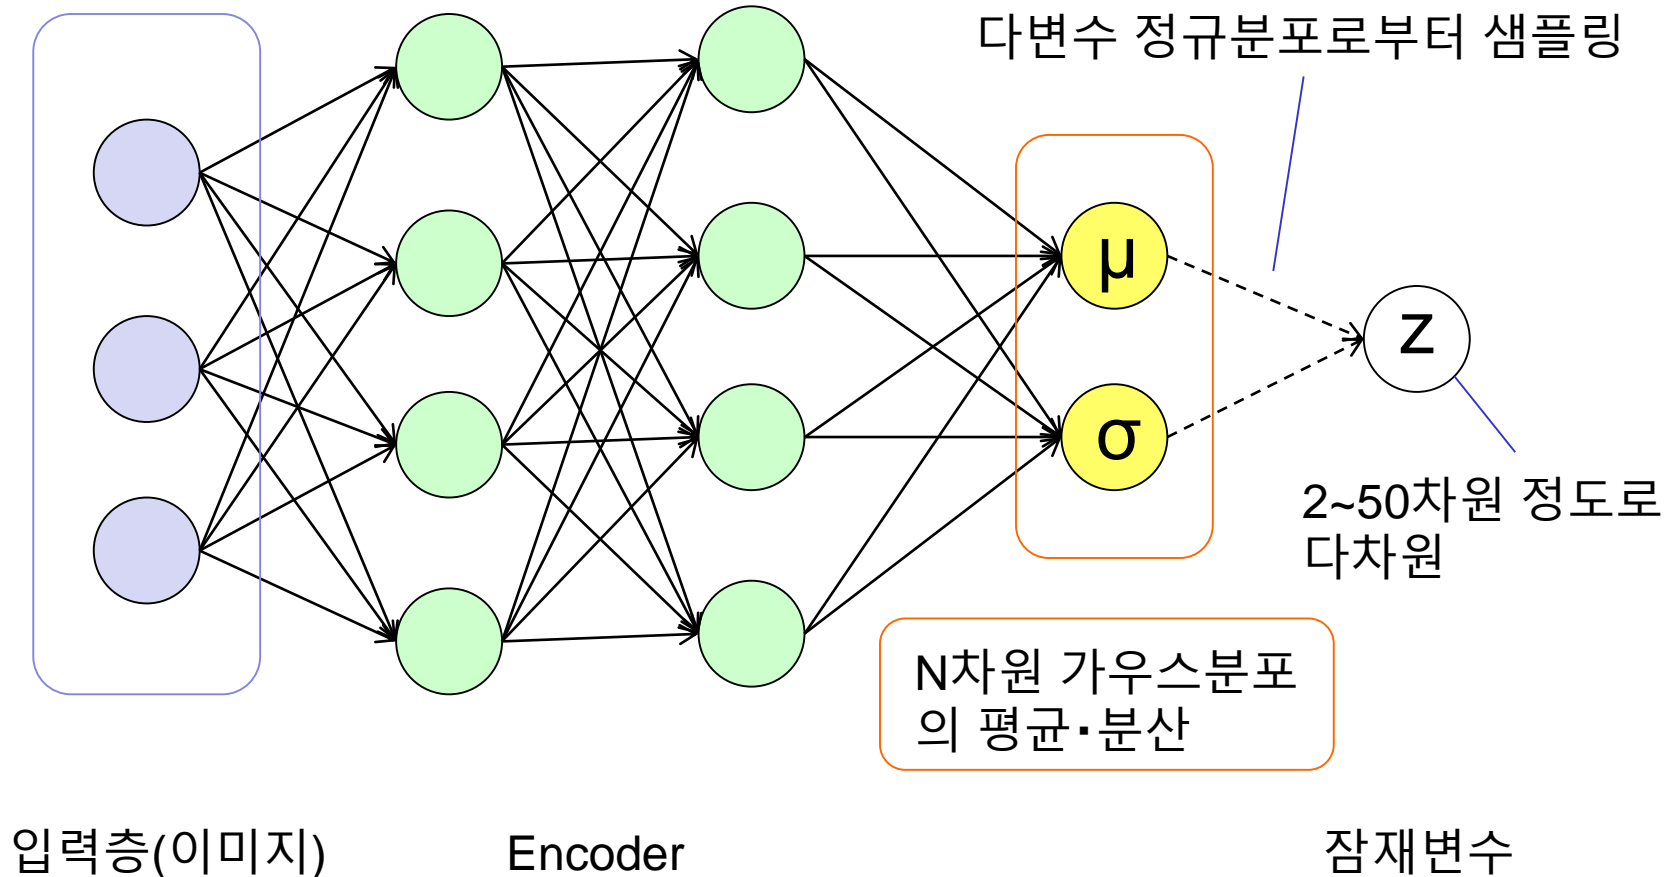 다변수 정규분포로부터 샘플링
μ
z
σ
2~50차원 정도로
다차원
N차원 가우스분포
의 평균･분산
입력층(이미지)
Encoder
잠재변수